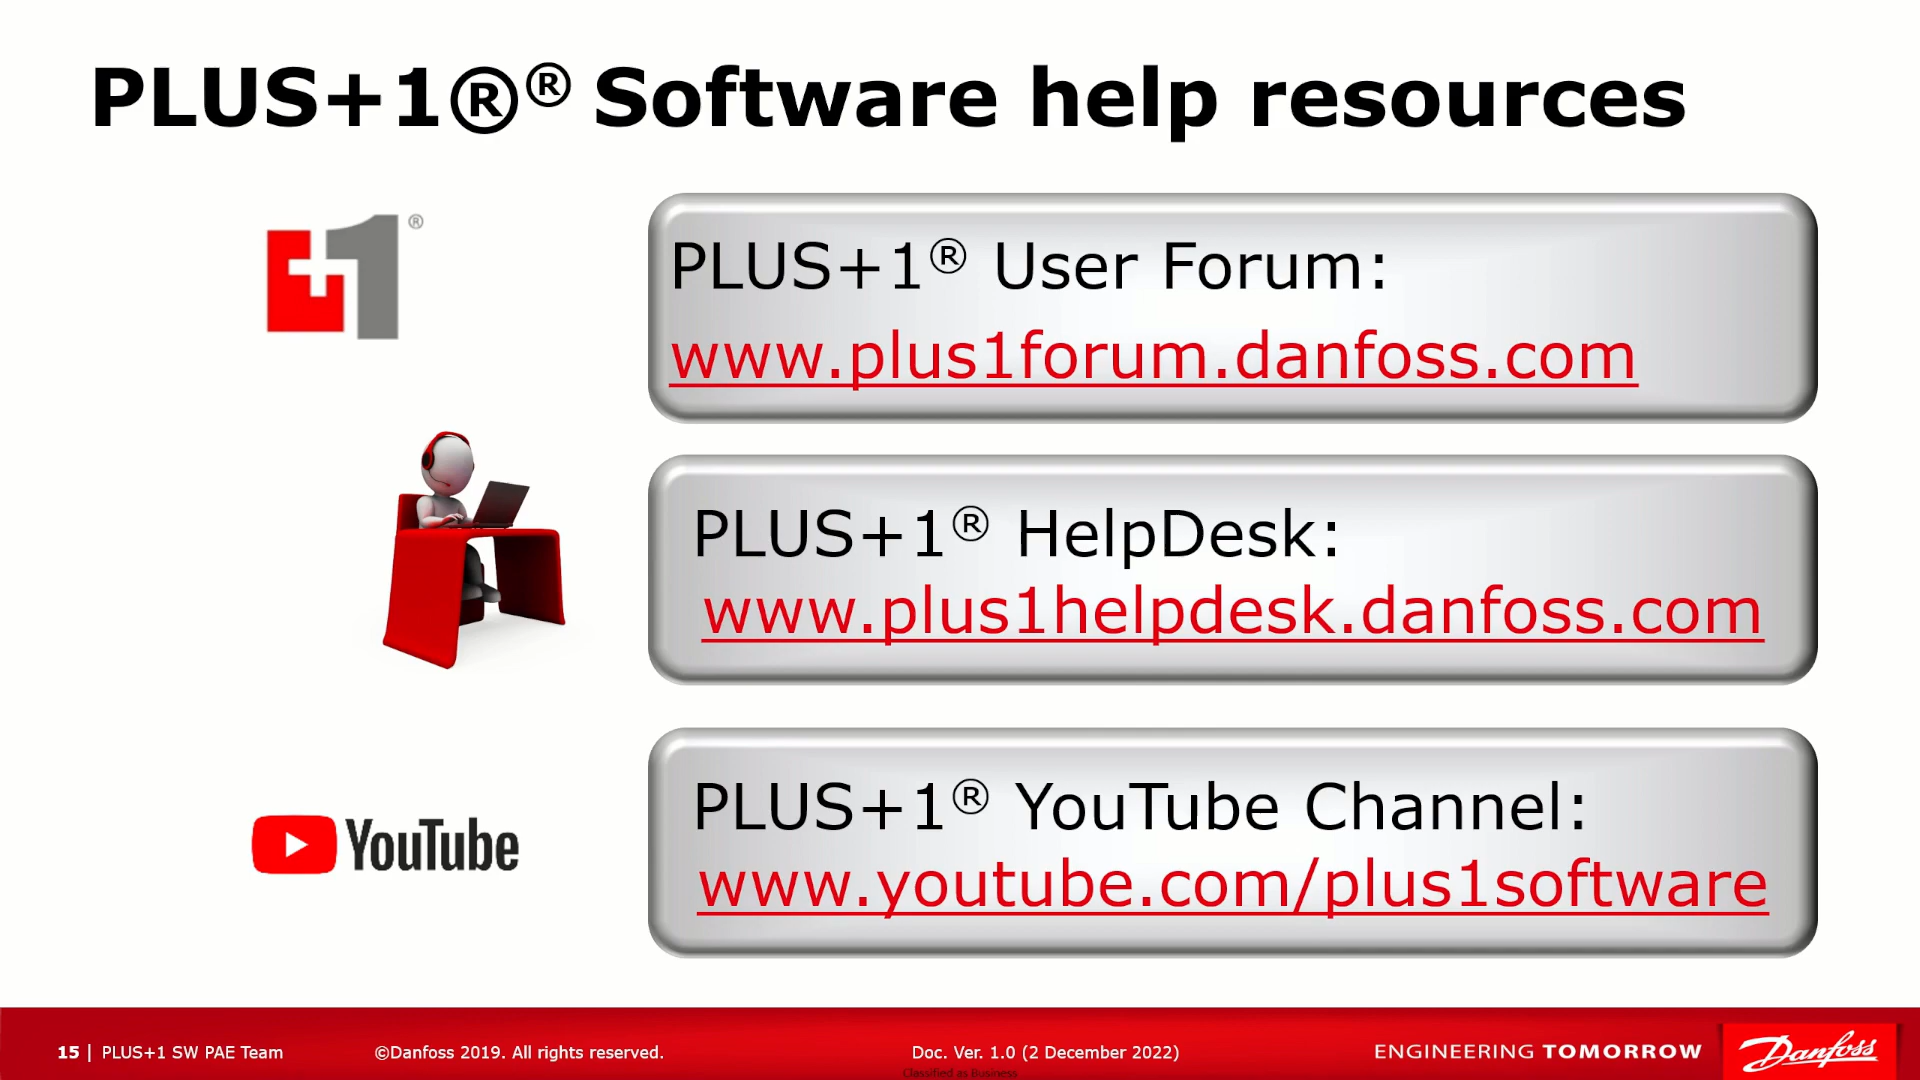 PLUS+1®® Software help resources
+1®
PLUS+1® User Forum:
www.plus1forum.danfoss.com
PLUS+1® HelpDesk:
www.plus1helpdesk.danfoss.com
YouTube
PLUS+1® YouTube Channel:
www.youtube.com/plus1software
15 | PLUS+1 SW PAE Team ©Danfoss 2019. All rights reserved. Doc. Ver. 1.0 (2 December 2022) ENGINEERING TOMORROW Danfoss
Classified as Business